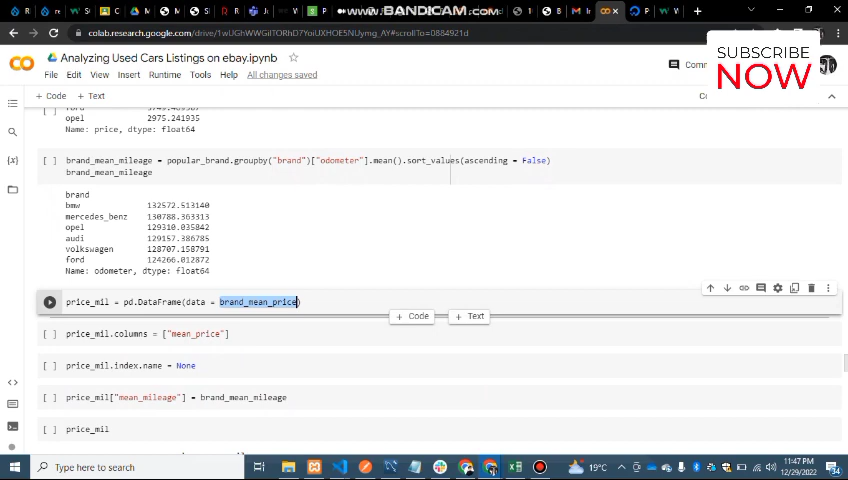 www.BANDICAM.com
colab.research.google.com/drive/1wUGhWWGilTORhD7YoiUXHOE5NUymg_AY#scrollTo=0884921d
SUBSCRIBE
NOW
Analyzing Used Cars Listings on ebay.ipynb
File Edit View Insert Runtime Tools Help All changes saved
+ Code + Text
opel 2975.241935
Name: price, dtype: float64
[ ] brand_mean_mileage = popular_brand.groupby("brand")["odometer"].mean().sort_values(ascending = False)
brand_mean_mileage
brand
bmw 132572.513140
mercedes_benz 130788.363313
opel 129310.035842
audi 129157.386785
volkswagen 128707.158791
ford 124266.012872
Name: odometer, dtype: float64
price_mil = pd.DataFrame(data = brand_mean_price)
+ Code + Text
[ ] price_mil.columns = ["mean_price"]
[ ] price_mil.index.name = None
[ ] price_mil["mean_mileage"] = brand_mean_mileage
[ ] price_mil
Type here to search
19°C
11:47 PM
12/29/2022
34